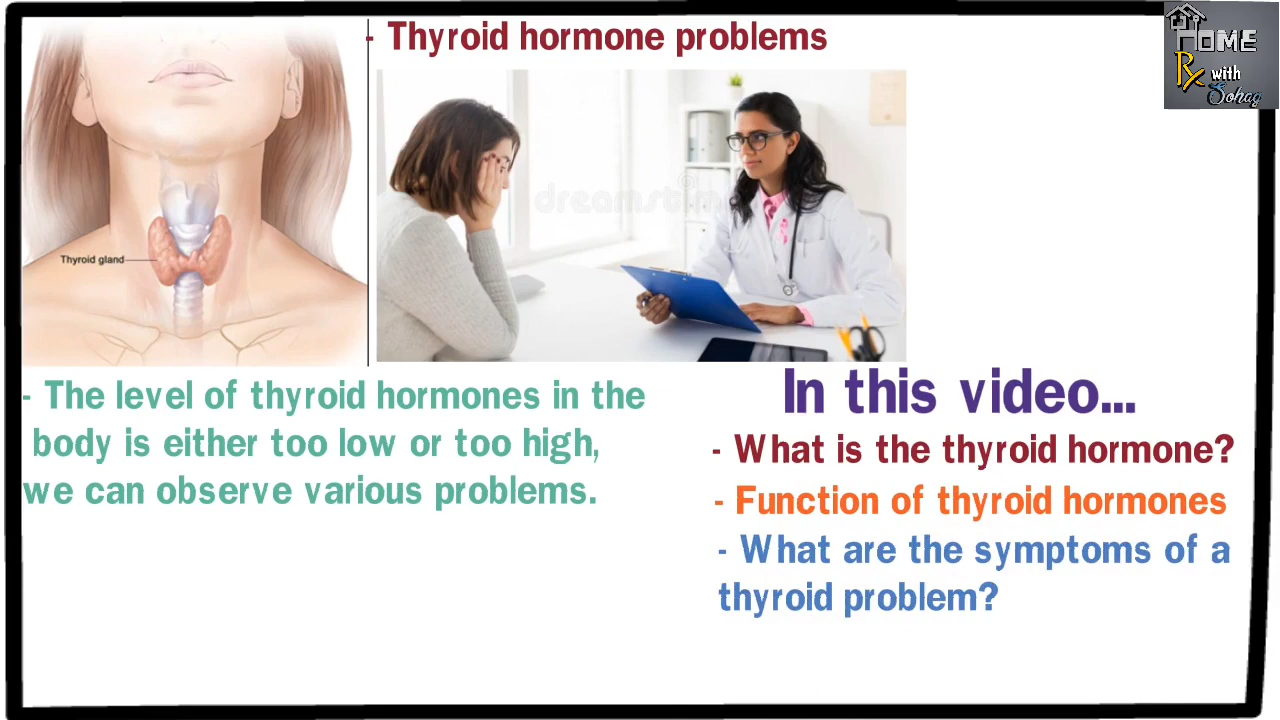 - Thyroid hormone problems
HOME
Rx with
Sohag
Thyroid gland
dreamstime
- The level of thyroid hormones in the
body is either too low or too high,
we can observe various problems.
In this video...
- What is the thyroid hormone?
- Function of thyroid hormones
- What are the symptoms of a
thyroid problem?